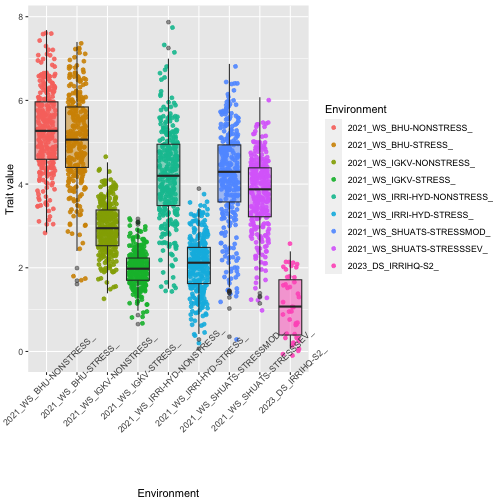 8
6
4
2
0
Trait value
2021_WS_BHU-NONSTRESS_
2021_WS_BHU-STRESS_
2021_WS_IGKV-NONSTRESS_
2021_WS_IGKV-STRESS_
2021_WS_IRRI-HYD-NONSTRESS_
2021_WS_IRRI-HYD-STRESS_
2021_WS_SHUATS-STRESSMOD_
2021_WS_SHUATS-STRESSSEV_
2023_DS_IRRIHQ-S2_
Environment
Environment
2021_WS_BHU-NONSTRESS_
2021_WS_BHU-STRESS_
2021_WS_IGKV-NONSTRESS_
2021_WS_IGKV-STRESS_
2021_WS_IRRI-HYD-NONSTRESS_
2021_WS_IRRI-HYD-STRESS_
2021_WS_SHUATS-STRESSMOD_
2021_WS_SHUATS-STRESSSEV_
2023_DS_IRRIHQ-S2_